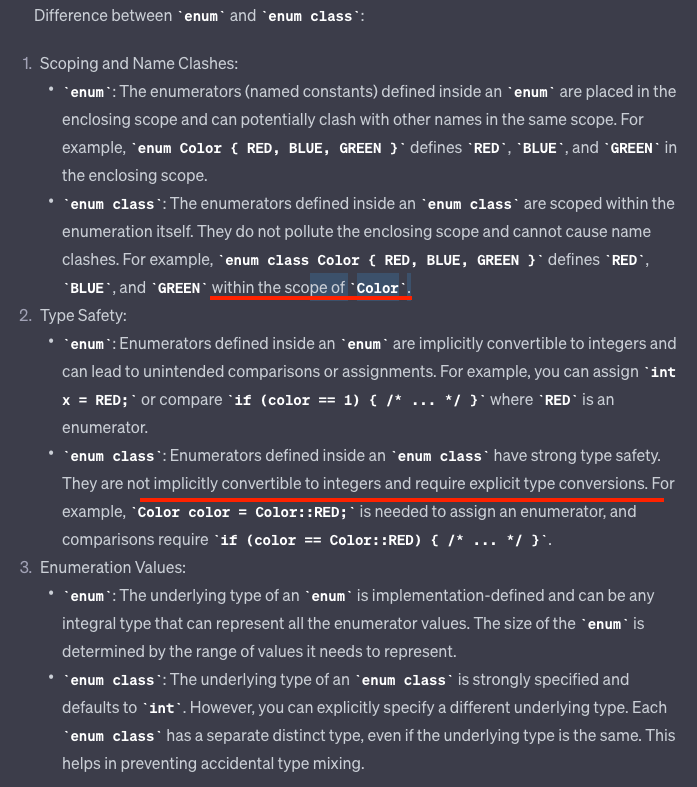 Difference between `enum` and `enum class`:
1. Scoping and Name Clashes:
• `enum`: The enumerators (named constants) defined inside an `enum` are placed in the
enclosing scope and can potentially clash with other names in the same scope. For
example, `enum Color { RED, BLUE, GREEN }` defines `RED`, `BLUE`, and `GREEN` in
the enclosing scope.
• `enum class`: The enumerators defined inside an `enum class` are scoped within the
enumeration itself. They do not pollute the enclosing scope and cannot cause name
clashes. For example, `enum class Color { RED, BLUE, GREEN }` defines `RED`,
`BLUE`, and `GREEN` within the scope of `Color`.
2. Type Safety:
• `enum`: Enumerators defined inside an `enum` are implicitly convertible to integers and
can lead to unintended comparisons or assignments. For example, you can assign `int
x = RED;` or compare `if (color == 1) { /* ... */ }` where `RED` is an
enumerator.
• `enum class`: Enumerators defined inside an `enum class` have strong type safety.
They are not implicitly convertible to integers and require explicit type conversions. For
example, `Color color = Color::RED;` is needed to assign an enumerator, and
comparisons require `if (color == Color::RED) { /* ... */ }`.
3. Enumeration Values:
• `enum`: The underlying type of an `enum` is implementation-defined and can be any
integral type that can represent all the enumerator values. The size of the `enum` is
determined by the range of values it needs to represent.
• `enum class`: The underlying type of an `enum class` is strongly specified and
defaults to `int`. However, you can explicitly specify a different underlying type. Each
`enum class` has a separate distinct type, even if the underlying type is the same. This
helps in preventing accidental type mixing.